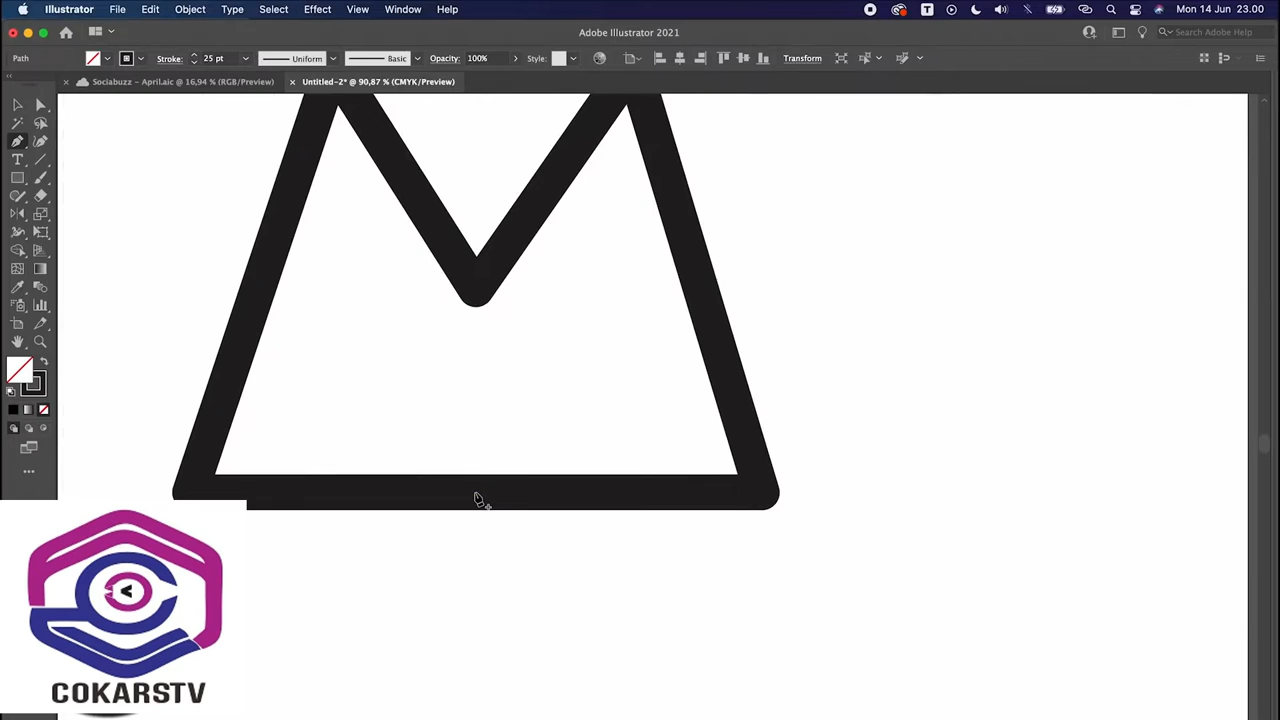 Illustrator File Edit Object Type Select Effect View Window Help Mon 14 Jun 23.00
Adobe Illustrator 2021 Search Adobe Help
Path Stroke: 25 pt Uniform Basic Opacity: 100% Style: Transform
Sociabuzz - April.aic @ 16,94 % (RGB/Preview) Untitled-2* @ 90,87 % (CMYK/Preview)
COKARSTV